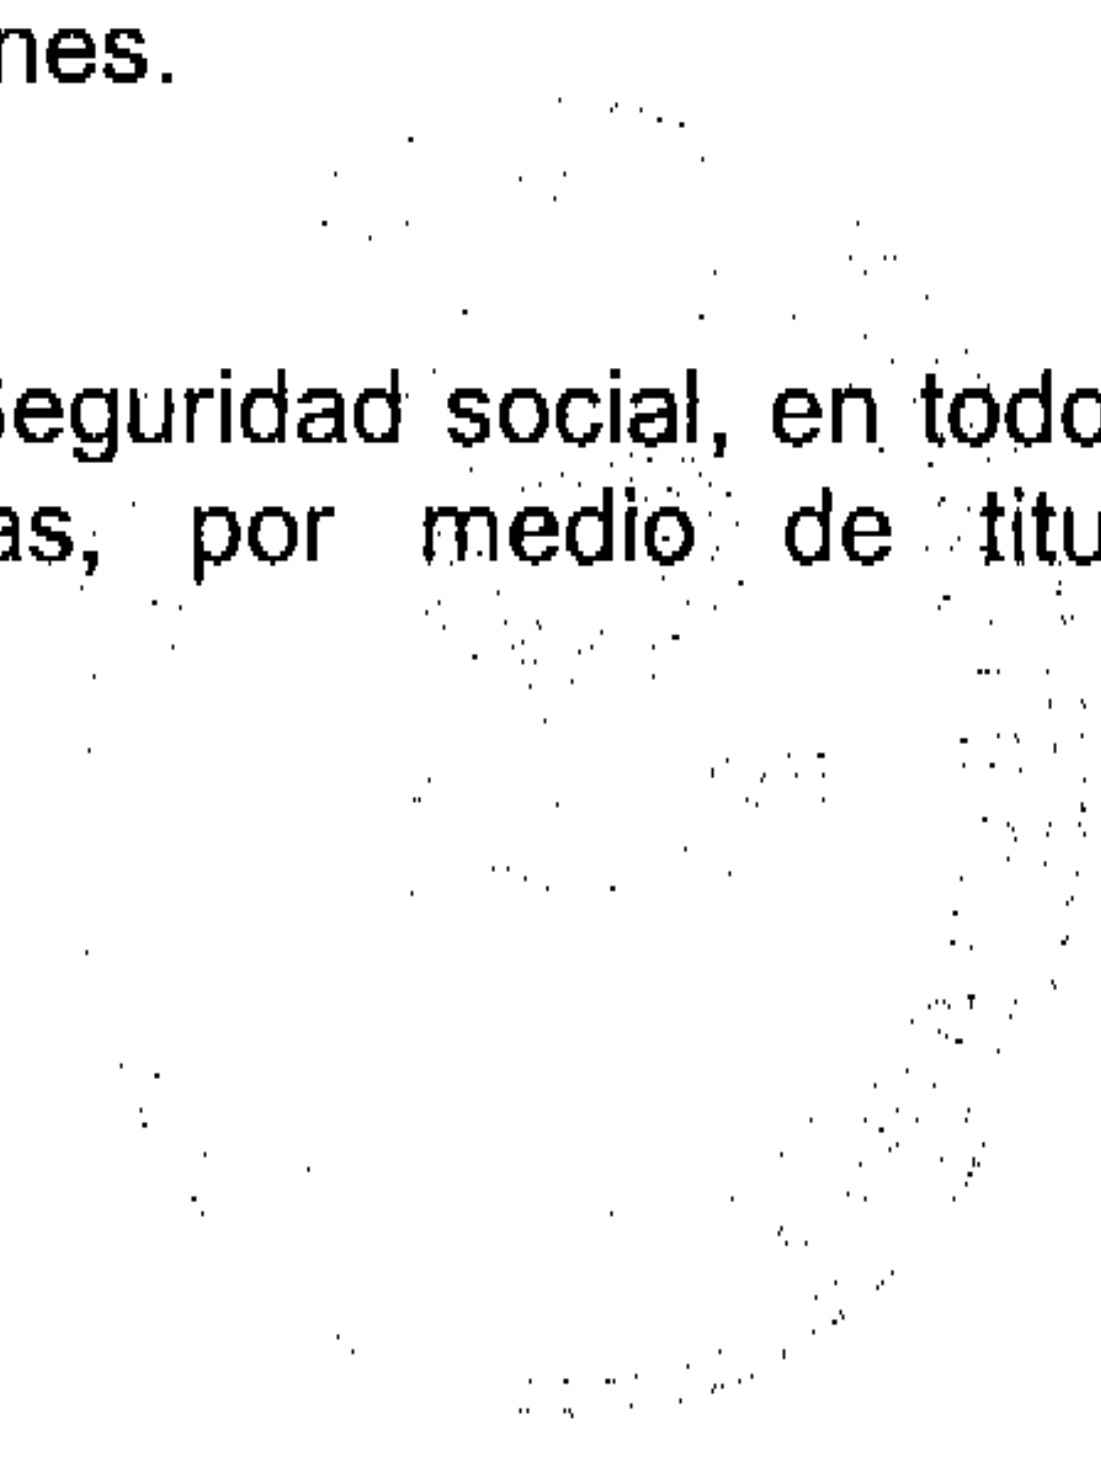 nes.
Seguridad social, en todo
as, por medio de titu